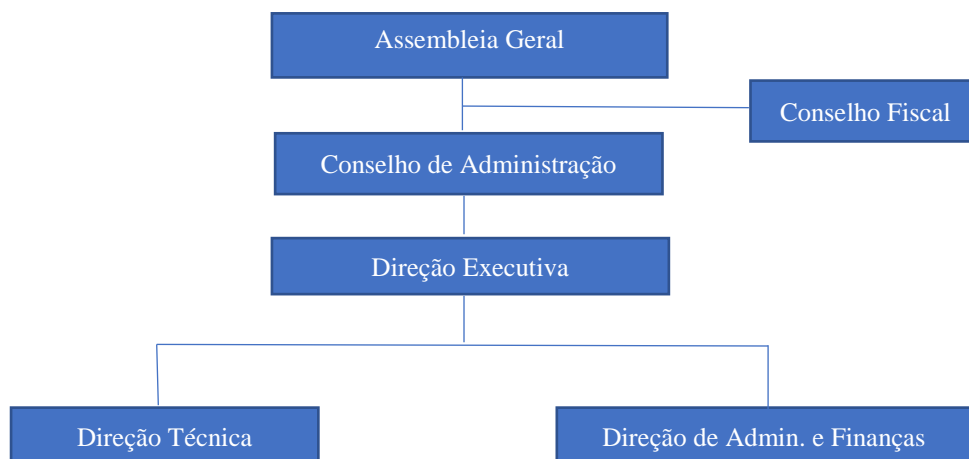 Assembleia Geral
Conselho Fiscal
Conselho de Administração
Direção Executiva
Direção Técnica
Direção de Admin. e Finanças